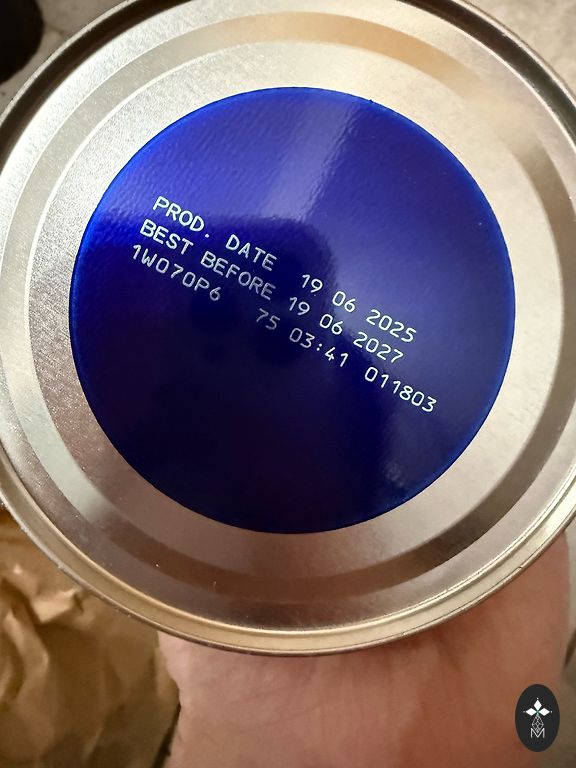 PROD. DATE 19 06 2025
BEST BEFORE 19 06 2027
1W070P6 75 03:41 011803
M